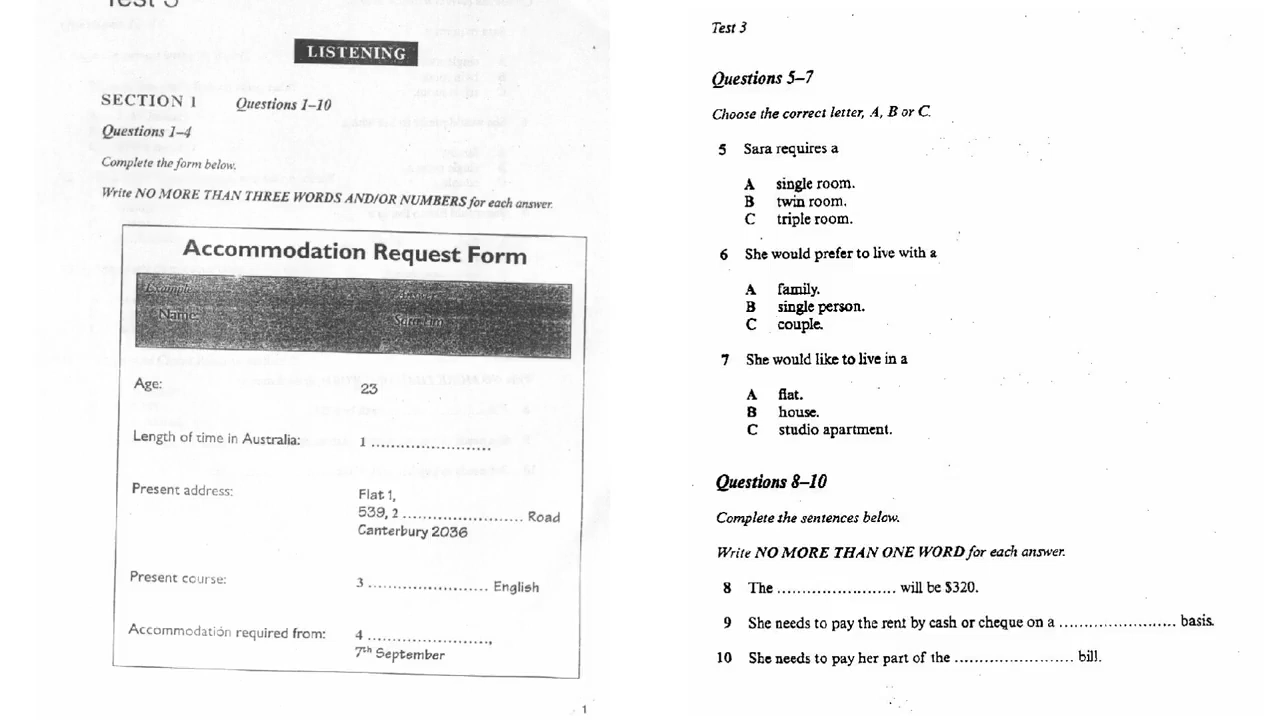 Test 3
LISTENING
SECTION 1 Questions 1–10
Questions 1–4
Complete the form below.
Write NO MORE THAN THREE WORDS AND/OR NUMBERS for each answer.
Accommodation Request Form
Example Answer
Name: Sara Lim
Age: 23
Length of time in Australia: 1 ........................
Present address: Flat 1,
539, 2 ........................ Road
Canterbury 2036
Present course: 3 ........................ English
Accommodation required from: 4 ........................,
7th September
1
Test 3
Questions 5–7
Choose the correct letter, A, B or C.
5 Sara requires a
A single room.
B twin room.
C triple room.
6 She would prefer to live with a
A family.
B single person.
C couple.
7 She would like to live in a
A flat.
B house.
C studio apartment.
Questions 8–10
Complete the sentences below.
Write NO MORE THAN ONE WORD for each answer.
8 The ........................ will be $320.
9 She needs to pay the rent by cash or cheque on a ........................ basis.
10 She needs to pay her part of the ........................ bill.